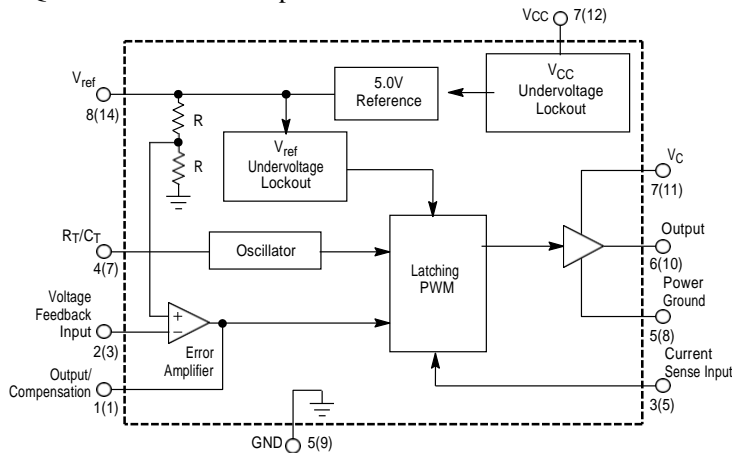 VCC 7(12)
Vref
8(14)
R
R
5.0V
Reference
VCC
Undervoltage
Lockout
Vref
Undervoltage
Lockout
VC
7(11)
RT/CT
4(7)
Oscillator
Latching
PWM
Output
6(10)
Voltage
Feedback
Input
2(3)
+
−
Error
Amplifier
Power
Ground
5(8)
Output/
Compensation
1(1)
Current
Sense Input
3(5)
GND 5(9)